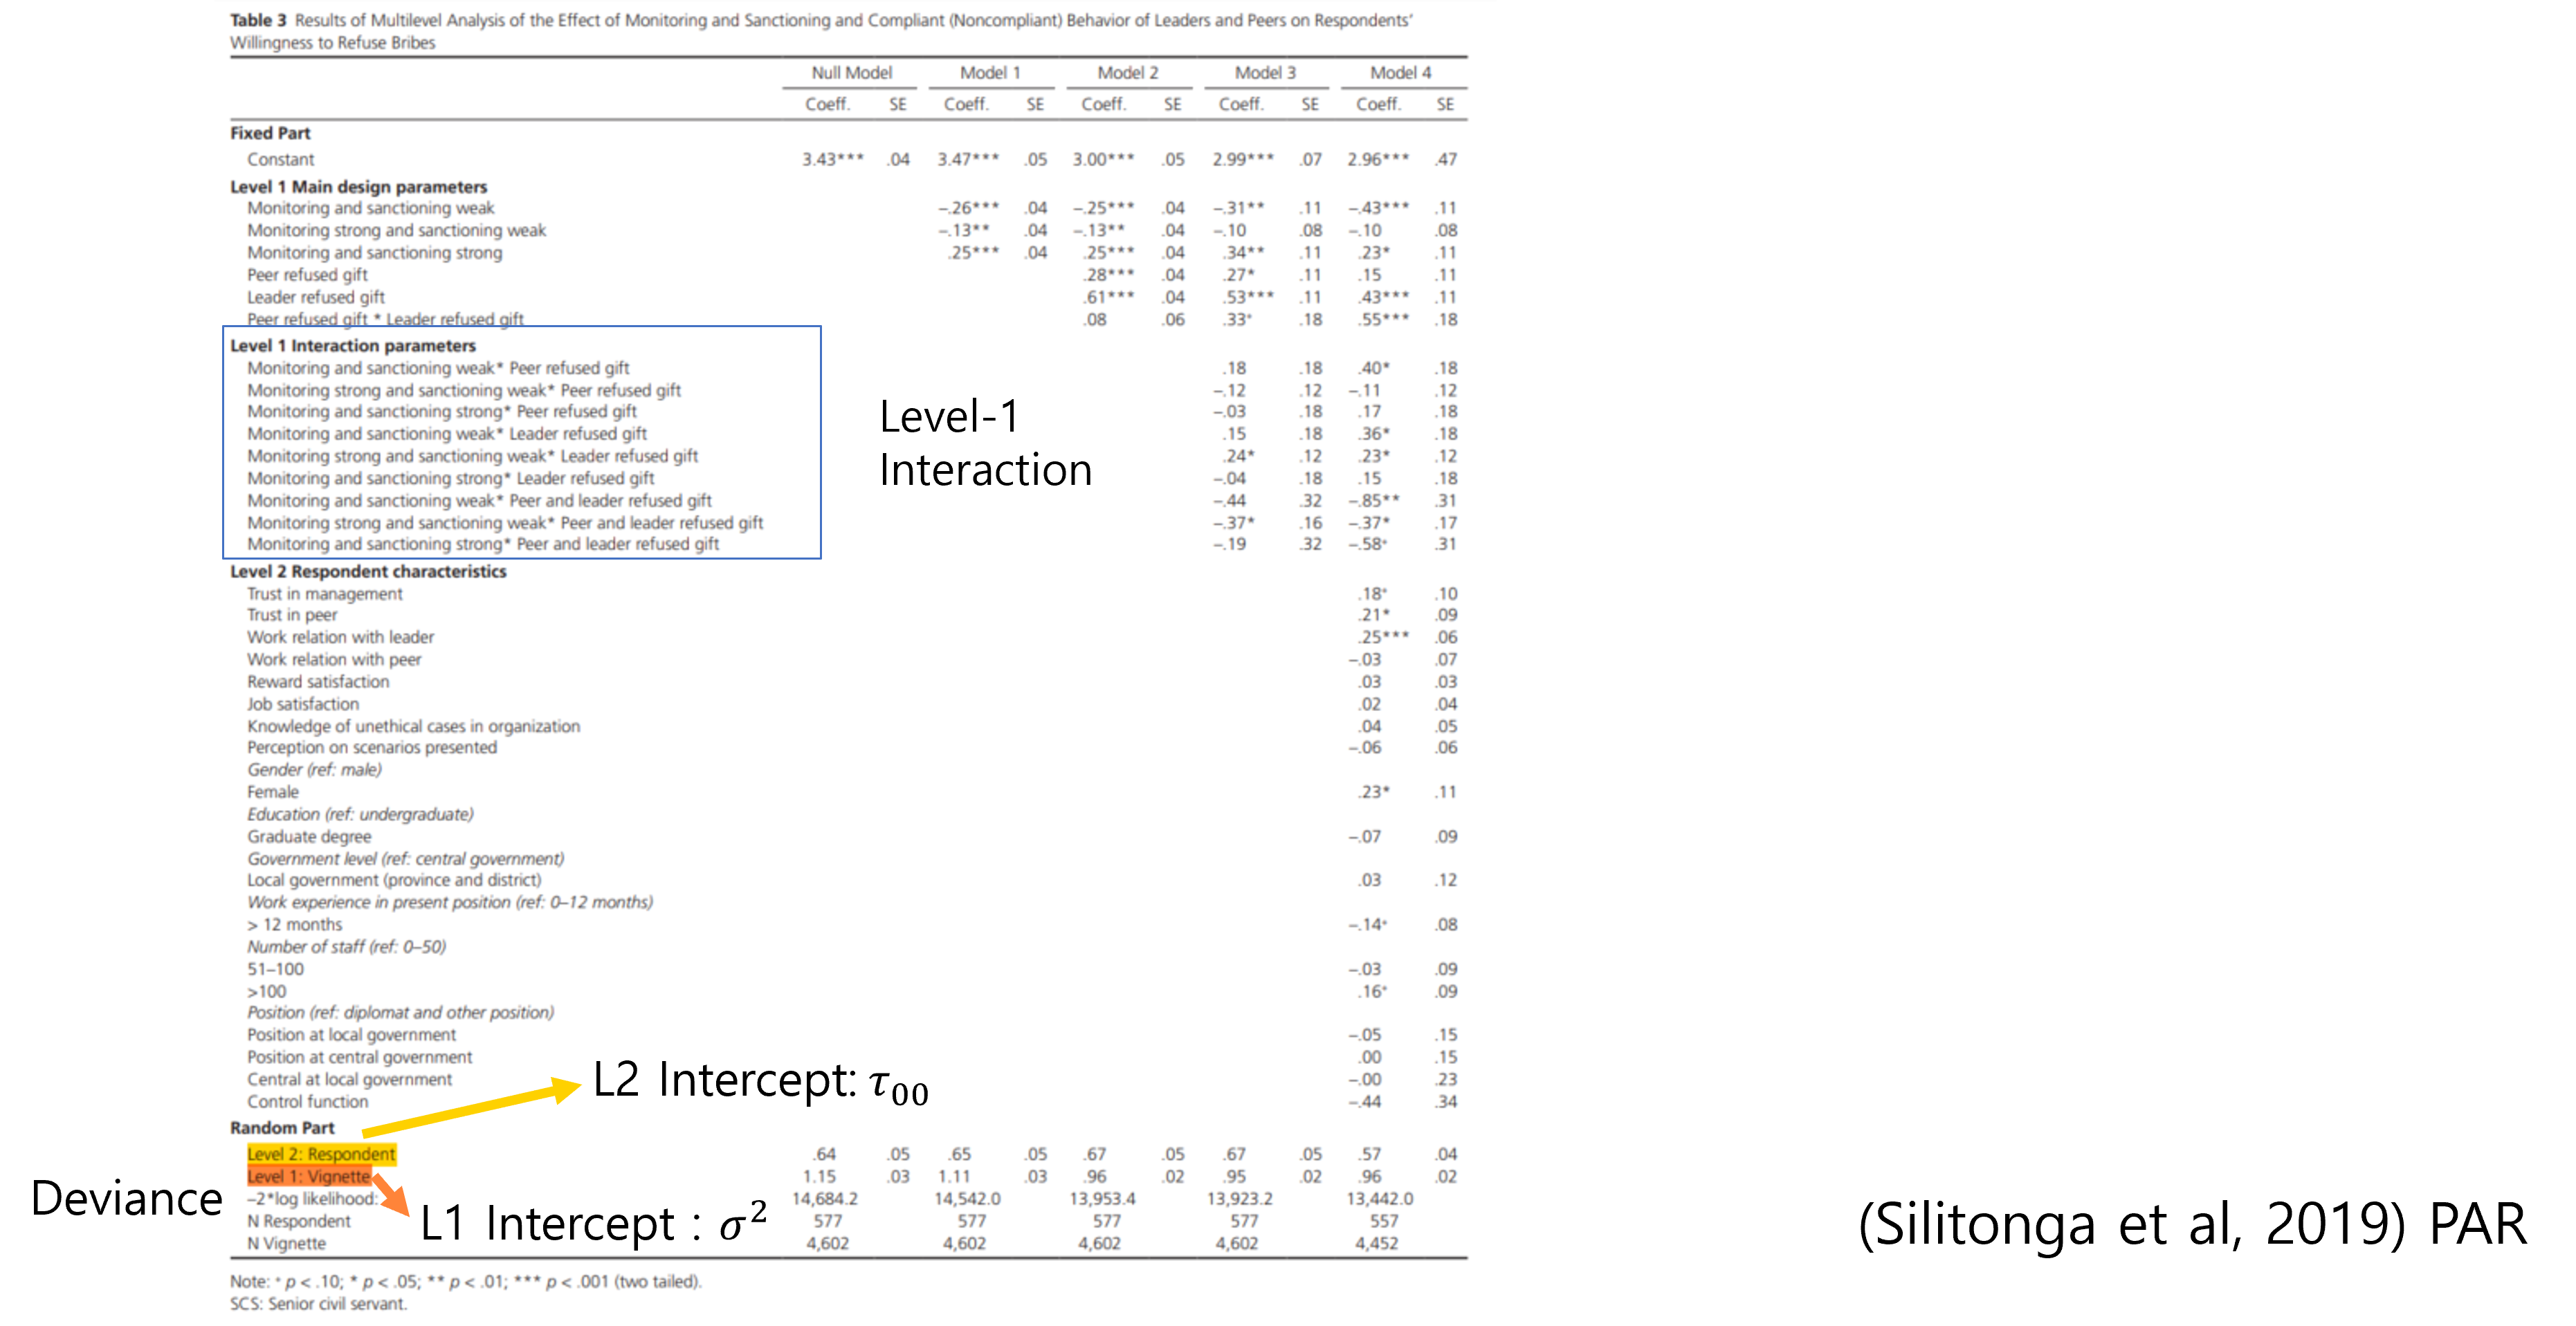 Table 3 Results of Multilevel Analysis of the Effect of Monitoring and Sanctioning and Compliant (Noncompliant) Behavior of Leaders and Peers on Respondents'
Willingness to Refuse Bribes
Null Model Model 1 Model 2 Model 3 Model 4
Coeff. SE Coeff. SE Coeff. SE Coeff. SE Coeff. SE
Fixed Part
Constant 3.43*** .04 3.47*** .05 3.00*** .05 2.99*** .07 2.96*** .47
Level 1 Main design parameters
Monitoring and sanctioning weak –.26*** .04 –.25*** .04 –.31** .11 –.43*** .11
Monitoring strong and sanctioning weak –.13** .04 –.13** .04 –.10 .08 –.10 .08
Monitoring and sanctioning strong .25*** .04 .25*** .04 .34** .11 .23* .11
Peer refused gift .28*** .04 .27* .11 .15 .11
Leader refused gift .61*** .04 .53*** .11 .43*** .11
Peer refused gift * Leader refused gift .08 .06 .33⁺ .18 .55*** .18
Level 1 Interaction parameters
Monitoring and sanctioning weak* Peer refused gift .18 .18 .40* .18
Monitoring strong and sanctioning weak* Peer refused gift –.12 .12 –.11 .12
Monitoring and sanctioning strong* Peer refused gift –.03 .18 .17 .18
Monitoring and sanctioning weak* Leader refused gift .15 .18 .36* .18
Monitoring strong and sanctioning weak* Leader refused gift .24* .12 .23* .12
Monitoring and sanctioning strong* Leader refused gift –.04 .18 .15 .18
Monitoring and sanctioning weak* Peer and leader refused gift –.44 .32 –.85** .31
Monitoring strong and sanctioning weak* Peer and leader refused gift –.37* .16 –.37* .17
Monitoring and sanctioning strong* Peer and leader refused gift –.19 .32 –.58⁺ .31
Level-1
Interaction
Level 2 Respondent characteristics
Trust in management .18⁺ .10
Trust in peer .21* .09
Work relation with leader .25*** .06
Work relation with peer –.03 .07
Reward satisfaction .03 .03
Job satisfaction .02 .04
Knowledge of unethical cases in organization .04 .05
Perception on scenarios presented –.06 .06
Gender (ref: male)
Female .23* .11
Education (ref: undergraduate)
Graduate degree –.07 .09
Government level (ref: central government)
Local government (province and district) .03 .12
Work experience in present position (ref: 0–12 months)
> 12 months –.14⁺ .08
Number of staff (ref: 0–50)
51–100 –.03 .09
>100 .16⁺ .09
Position (ref: diplomat and other position)
Position at local government –.05 .15
Position at central government .00 .15
Central at local government –.00 .23
Control function –.44 .34
L2 Intercept: τ₀₀
Random Part
Level 2: Respondent .64 .05 .65 .05 .67 .05 .67 .05 .57 .04
Level 1: Vignette 1.15 .03 1.11 .03 .96 .02 .95 .02 .96 .02
Deviance
–2*log likelihood: 14,684.2 14,542.0 13,953.4 13,923.2 13,442.0
N Respondent 577 577 577 577 557
L1 Intercept : σ²
N Vignette 4,602 4,602 4,602 4,602 4,452
(Silitonga et al, 2019) PAR
Note: ⁺ p < .10; * p < .05; ** p < .01; *** p < .001 (two tailed).
SCS: Senior civil servant.